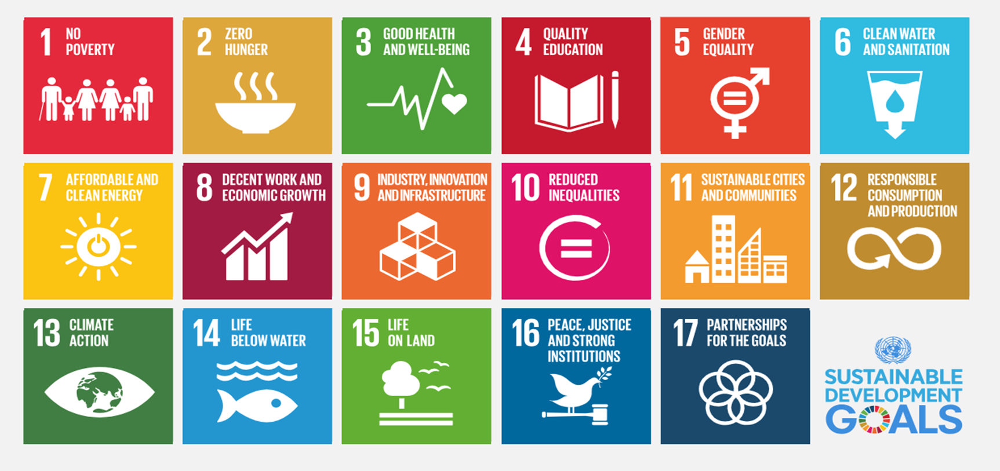 1 NO
POVERTY
2 ZERO
HUNGER
3 GOOD HEALTH
AND WELL-BEING
4 QUALITY
EDUCATION
5 GENDER
EQUALITY
6 CLEAN WATER
AND SANITATION
7 AFFORDABLE AND
CLEAN ENERGY
8 DECENT WORK AND
ECONOMIC GROWTH
9 INDUSTRY, INNOVATION
AND INFRASTRUCTURE
10 REDUCED
INEQUALITIES
11 SUSTAINABLE CITIES
AND COMMUNITIES
12 RESPONSIBLE
CONSUMPTION
AND PRODUCTION
13 CLIMATE
ACTION
14 LIFE
BELOW WATER
15 LIFE
ON LAND
16 PEACE, JUSTICE
AND STRONG
INSTITUTIONS
17 PARTNERSHIPS
FOR THE GOALS
SUSTAINABLE
DEVELOPMENT
GOALS